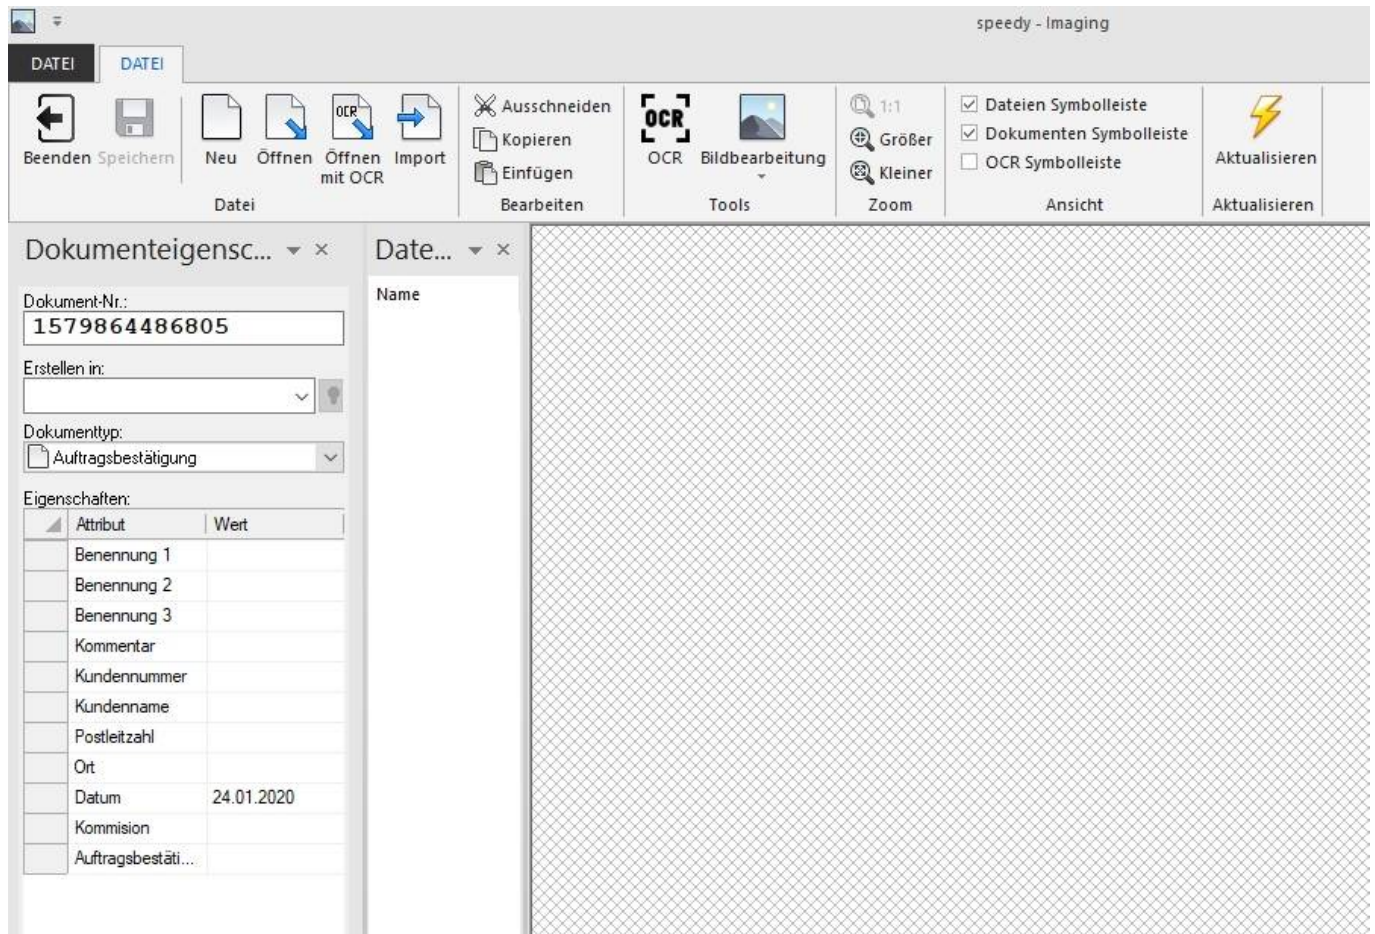 speedy - Imaging
DATEI DATEI
Beenden Speichern Neu Öffnen Öffnen mit OCR Import
Datei
Ausschneiden
Kopieren
Einfügen
Bearbeiten
OCR OCR OCR Bildbearbeitung
Tools
1:1
Größer
Kleiner
Zoom
Dateien Symbolleiste
Dokumenten Symbolleiste
OCR Symbolleiste
Ansicht
Aktualisieren
Aktualisieren
Dokumenteigensc...
Dokument-Nr.:
1579864486805
Erstellen in:
Dokumenttyp:
Auftragsbestätigung
Eigenschaften:
Attribut Wert
Benennung 1
Benennung 2
Benennung 3
Kommentar
Kundennummer
Kundenname
Postleitzahl
Ort
Datum 24.01.2020
Kommision
Auftragsbestäti...
Date...
Name